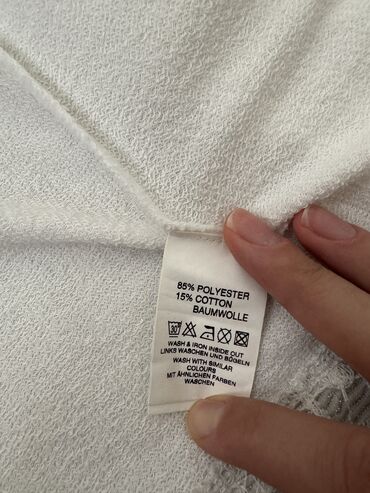 85% POLYESTER
15% COTTON
BAUMWOLLE
30°
WASH & IRON INSIDE OUT
LINKS WASCHEN UND BÜGELN
WASH WITH SIMILAR
COLOURS
MIT ÄHNLICHEN FARBEN
WASCHEN